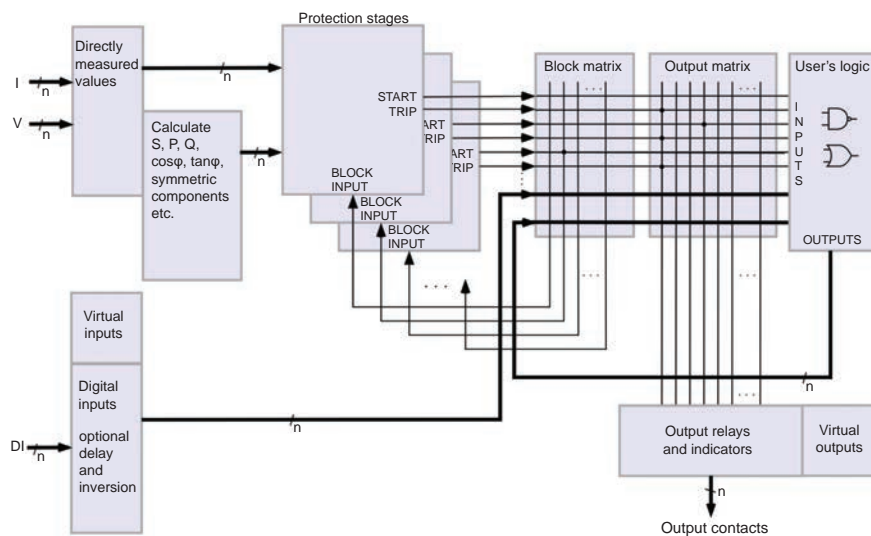 Protection stages
Directly
measured
values
I
n
V
n
n
Calculate
S, P, Q,
cosφ, tanφ,
symmetric
components
etc.
n
START
TRIP
ART
RIP
ART
TRIP
BLOCK
INPUT
BLOCK
INPUT
BLOCK
INPUT
Block matrix
Output matrix
User's logic
I
N
P
U
T
S
OUTPUTS
Virtual
inputs
Digital
inputs
optional
delay
and
inversion
DI
n
n
n
Output relays
and indicators
Virtual
outputs
n
Output contacts